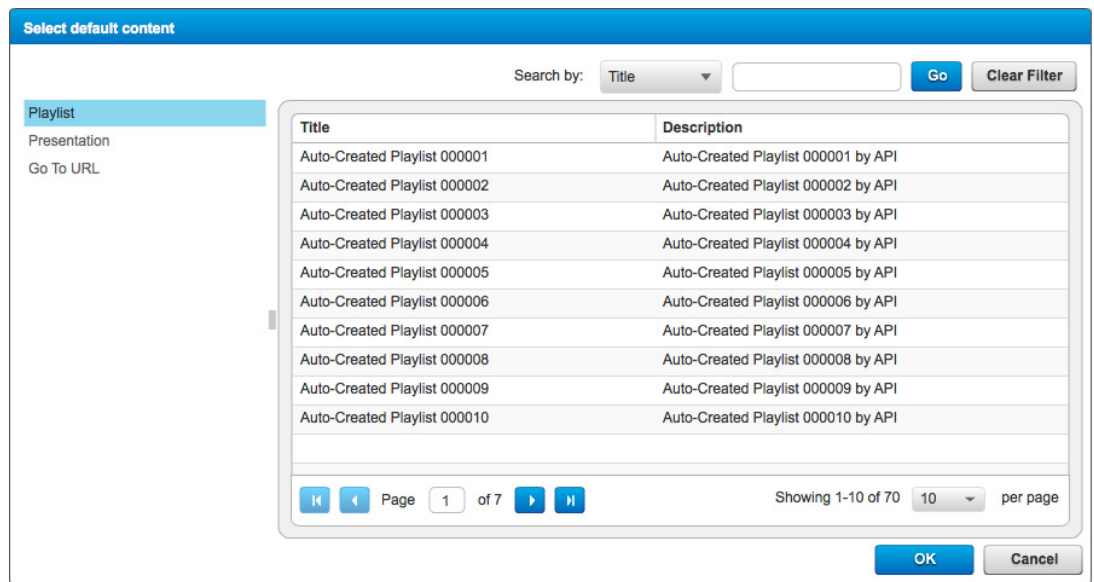 Select default content
Search by: Title Go Clear Filter
Playlist
Presentation
Go To URL
Title Description
Auto-Created Playlist 000001 Auto-Created Playlist 000001 by API
Auto-Created Playlist 000002 Auto-Created Playlist 000002 by API
Auto-Created Playlist 000003 Auto-Created Playlist 000003 by API
Auto-Created Playlist 000004 Auto-Created Playlist 000004 by API
Auto-Created Playlist 000005 Auto-Created Playlist 000005 by API
Auto-Created Playlist 000006 Auto-Created Playlist 000006 by API
Auto-Created Playlist 000007 Auto-Created Playlist 000007 by API
Auto-Created Playlist 000008 Auto-Created Playlist 000008 by API
Auto-Created Playlist 000009 Auto-Created Playlist 000009 by API
Auto-Created Playlist 000010 Auto-Created Playlist 000010 by API
Page 1 of 7 Showing 1-10 of 70 10 per page
OK Cancel